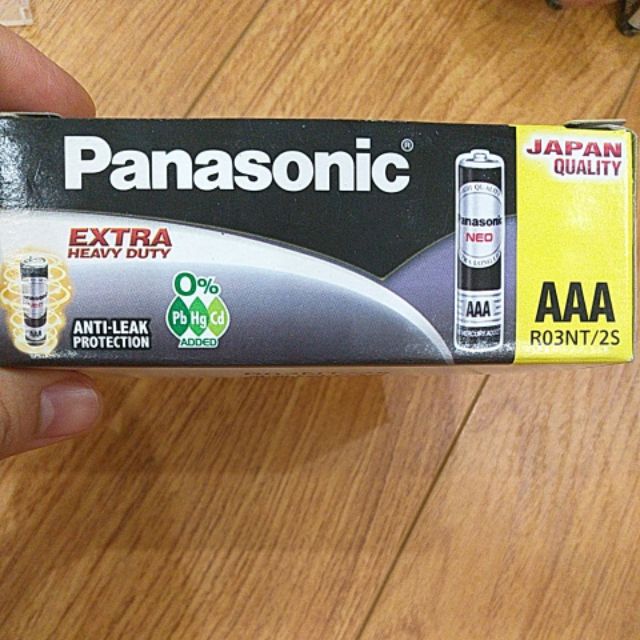 Panasonic®
JAPAN
QUALITY
EXTRA
HEAVY DUTY
Panasonic
NEO
0%
Pb Hg Cd
ADDED
ANTI-LEAK
PROTECTION
AAA
AAA
R03NT/2S